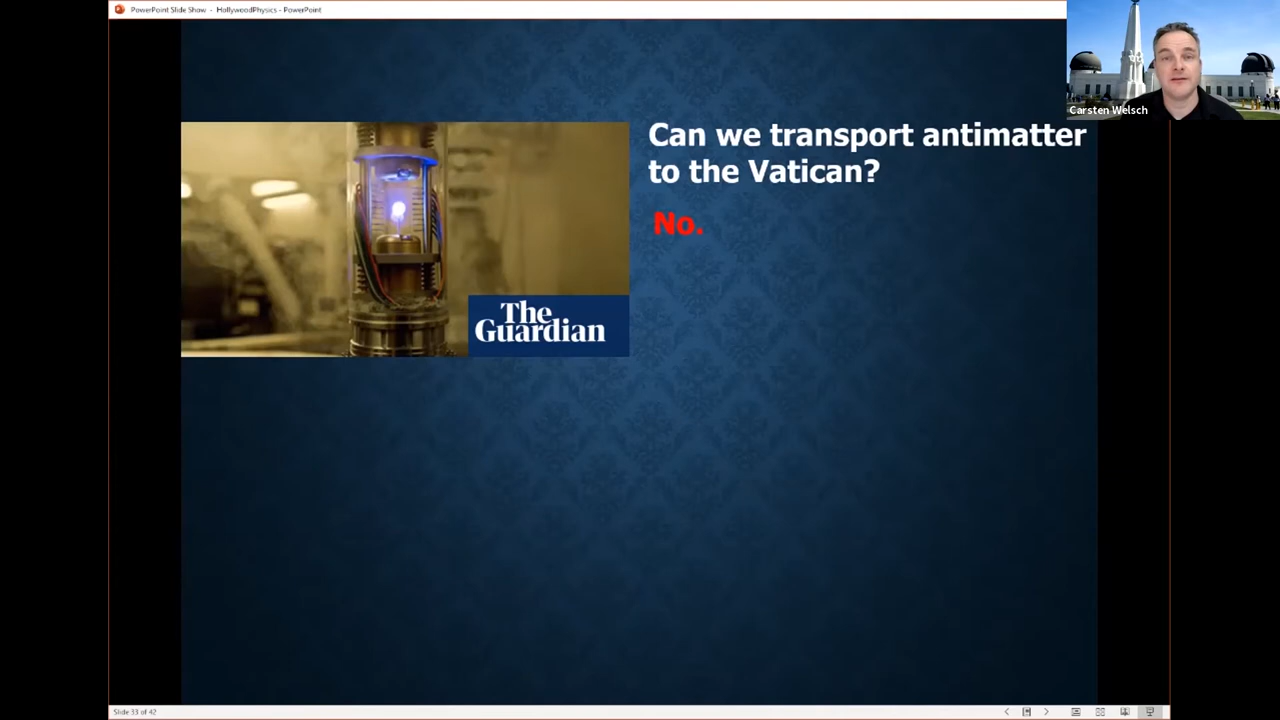 PowerPoint Slide Show - HollywoodPhysics - PowerPoint
Carsten Welsch
Can we transport antimatter
to the Vatican?
No.
The
Guardian
Slide 33 of 42